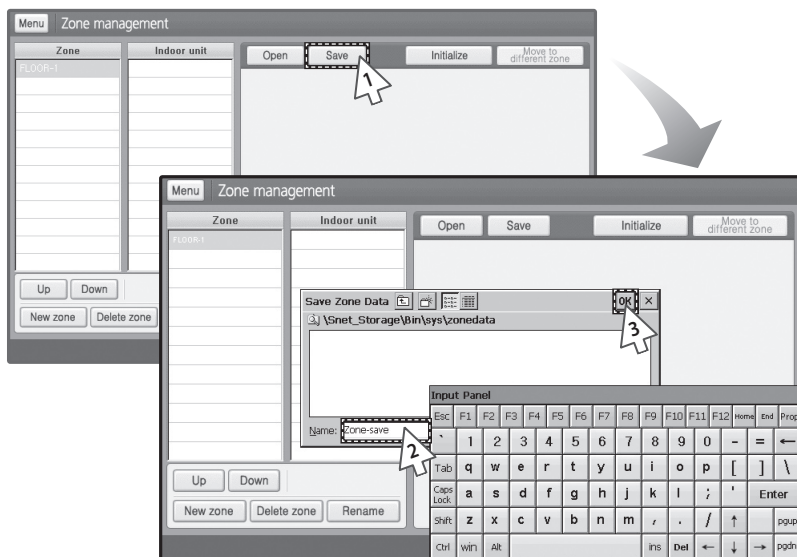 Menu Zone management
Zone Indoor unit Open Save Initialize Move to different zone
FLOOR-1
1
Up Down
New zone Delete zone
Menu Zone management
Zone Indoor unit Open Save Initialize Move to different zone
FLOOR-1
Save Zone Data OK ×
\Snet_Storage\Bin\sys\zonedata
3
Name: Zone-save
2
Input Panel
Esc F1 F2 F3 F4 F5 F6 F7 F8 F9 F10 F11 F12 Home End Prop
` 1 2 3 4 5 6 7 8 9 0 - = ←
Tab q w e r t y u i o p [ ] \
Caps Lock a s d f g h j k l ; ' Enter
Shift z x c v b n m , . / ↑ pgup
Ctrl win Alt ins Del ← ↓ → pgdn
Up Down
New zone Delete zone Rename